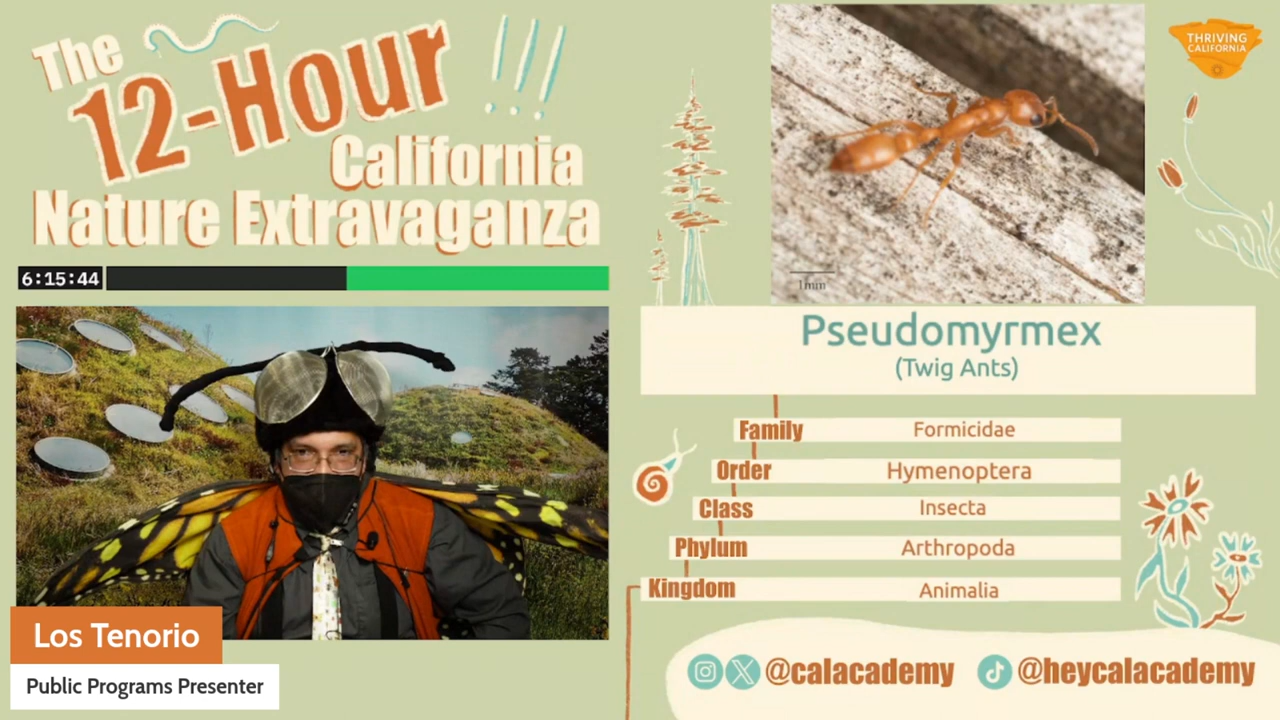 The
12-Hour
!!!
California
Nature Extravaganza
6:15:44
Los Tenorio
Public Programs Presenter
THRIVING
CALIFORNIA
1mm
Pseudomyrmex
(Twig Ants)
Family Formicidae
Order Hymenoptera
Class Insecta
Phylum Arthropoda
Kingdom Animalia
@calacademy @heycalacademy